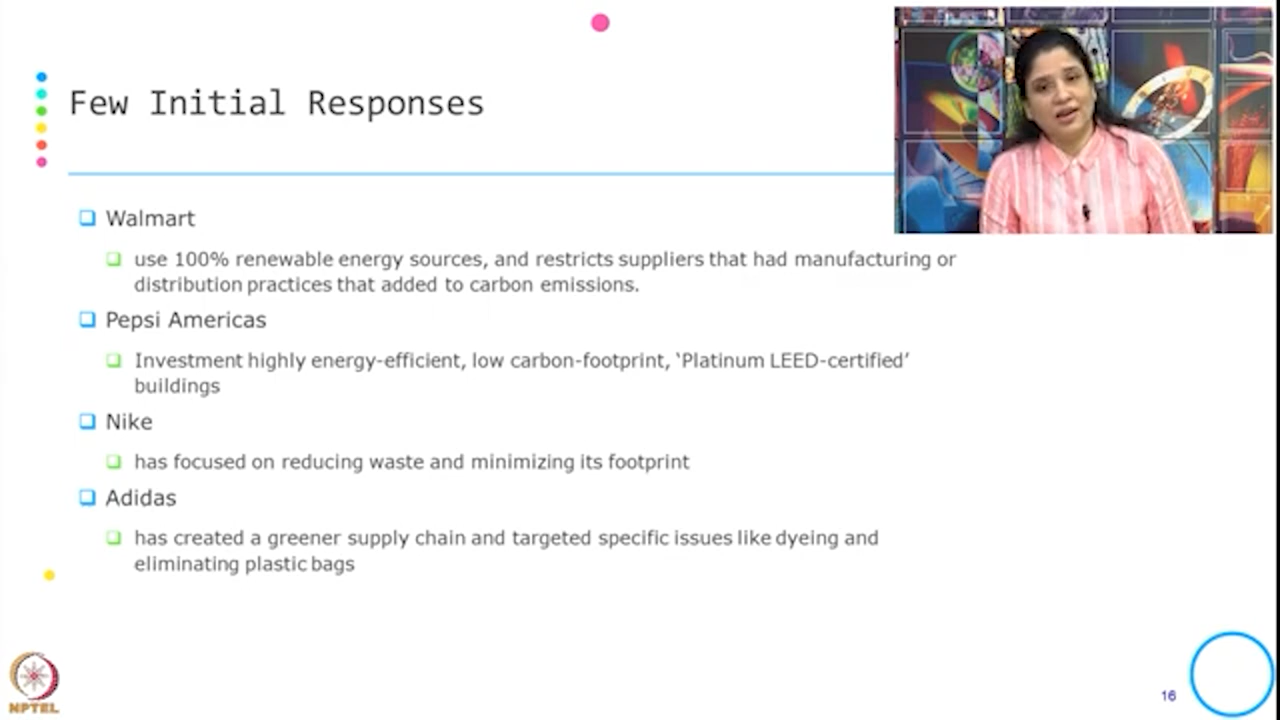 Few Initial Responses
Walmart
use 100% renewable energy sources, and restricts suppliers that had manufacturing or
distribution practices that added to carbon emissions.
Pepsi Americas
Investment highly energy-efficient, low carbon-footprint, ‘Platinum LEED-certified’
buildings
Nike
has focused on reducing waste and minimizing its footprint
Adidas
has created a greener supply chain and targeted specific issues like dyeing and
eliminating plastic bags
NPTEL
16